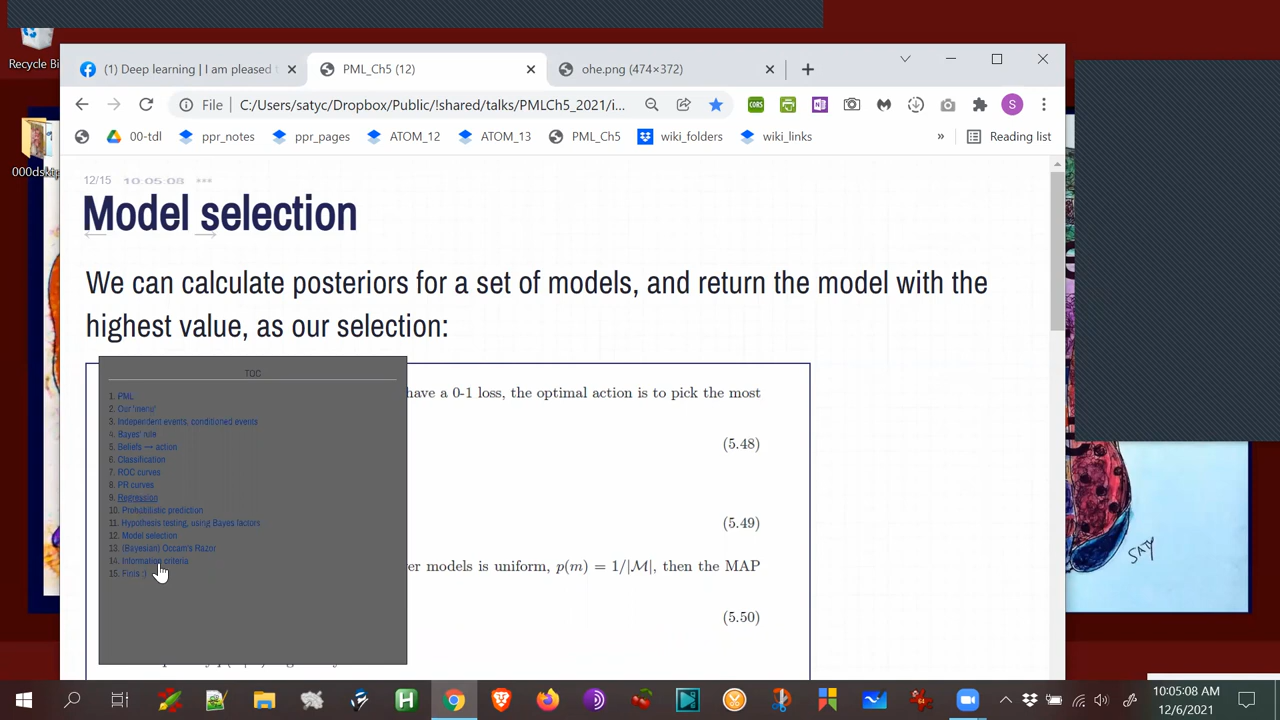 Recycle Bi
(1) Deep learning | I am pleased
PML_Ch5 (12)
ohe.png (474×372)
File
C:/Users/satyc/Dropbox/Public/!shared/talks/PMLCh5_2021/i...
CORS
S
00-tdl
ppr_notes
ppr_pages
ATOM_12
ATOM_13
PML_Ch5
wiki_folders
wiki_links
»
Reading list
000dsktp
12/15 10:05:08 •••
Model selection
We can calculate posteriors for a set of models, and return the model with the
highest value, as our selection:
TOC
1. PML
2. Our 'menu'
3. Independent events, conditioned events
4. Bayes' rule
5. Beliefs → action
6. Classification
7. ROC curves
8. PR curves
9. Regression
10. Probabilistic prediction
11. Hypothesis testing, using Bayes factors
12. Model selection
13. (Bayesian) Occam's Razor
14. Information criteria
15. Finis :)
have a 0-1 loss, the optimal action is to pick the most
(5.48)
(5.49)
er models is uniform, p(m) = 1/|M|, then the MAP
(5.50)
SATY
10:05:08 AM
12/6/2021